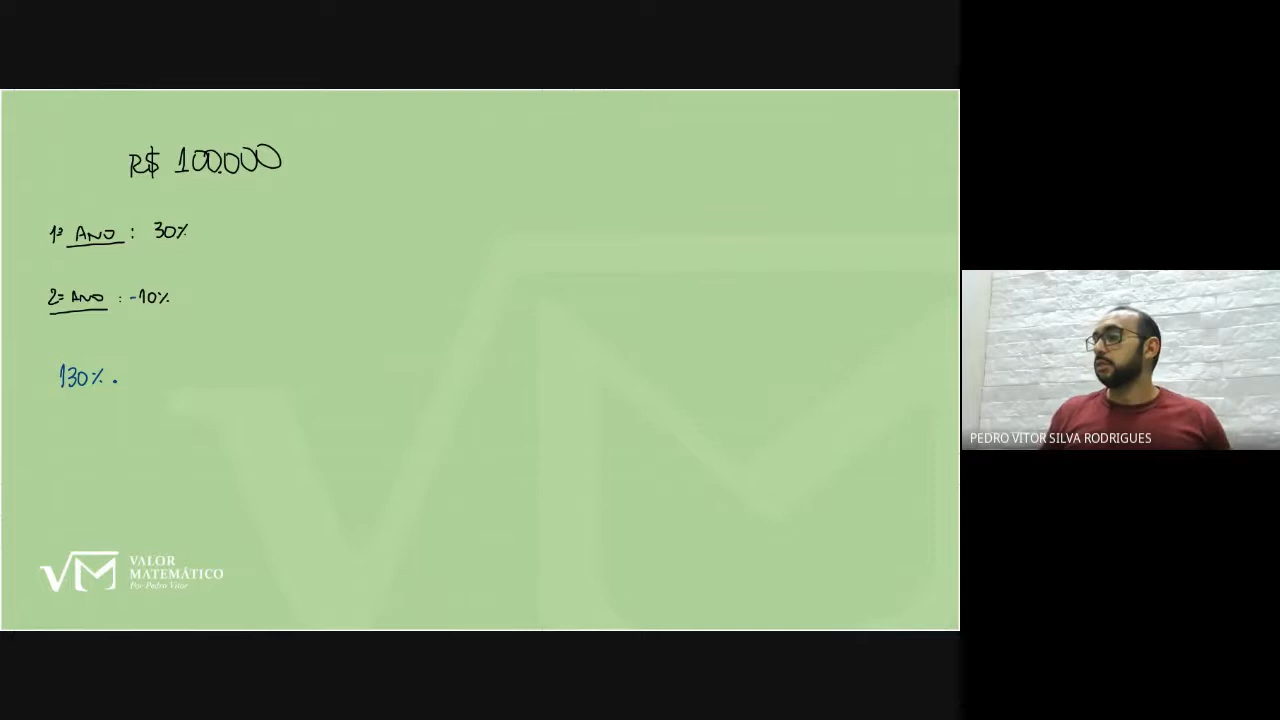 R$ 100.000
1º ANO : 30%
2º ANO : -10%
130% .
VALOR
MATEMÁTICO
Por Pedro Vitor
PEDRO VITOR SILVA RODRIGUES